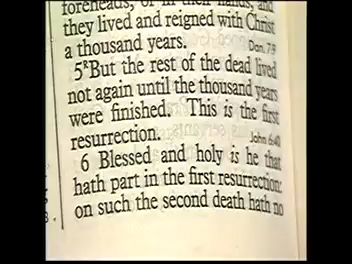 foreheads, or in their hands; and
they lived and reigned with Christ
a thousand years. Dan. 7:9
5 But the rest of the dead lived
not again until the thousand years
were finished. This is the first
resurrection. John 6:40
6 Blessed and holy is he that
hath part in the first resurrection:
on such the second death hath no